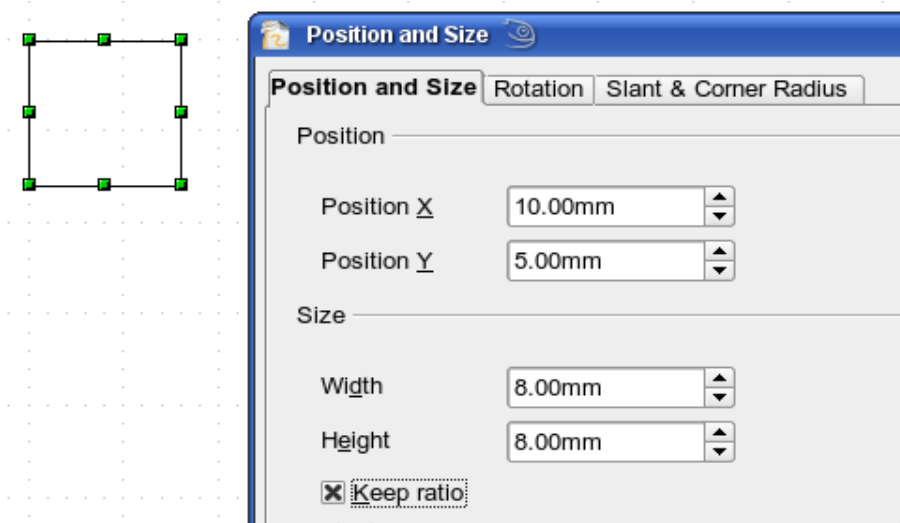 Position and Size
Position and Size Rotation Slant & Corner Radius
Position
Position X 10.00mm
Position Y 5.00mm
Size
Width 8.00mm
Height 8.00mm
Keep ratio